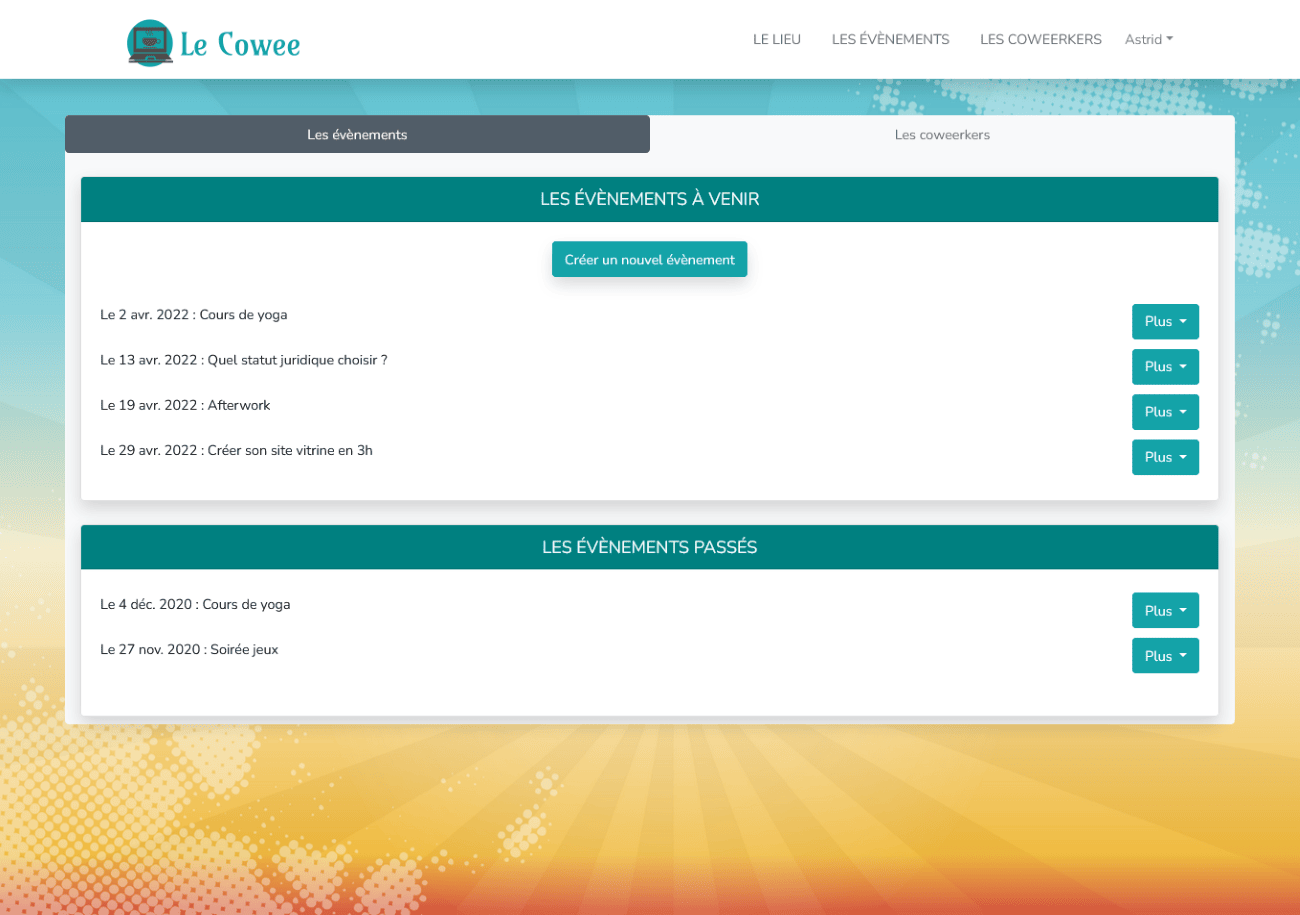 Le Cowee
LE LIEU LES ÉVÈNEMENTS LES COWEERKERS Astrid
Les évènements Les coweerkers
LES ÉVÈNEMENTS À VENIR
Créer un nouvel évènement
Le 2 avr. 2022 : Cours de yoga Plus
Le 13 avr. 2022 : Quel statut juridique choisir ? Plus
Le 19 avr. 2022 : Afterwork Plus
Le 29 avr. 2022 : Créer son site vitrine en 3h Plus
LES ÉVÈNEMENTS PASSÉS
Le 4 déc. 2020 : Cours de yoga Plus
Le 27 nov. 2020 : Soirée jeux Plus